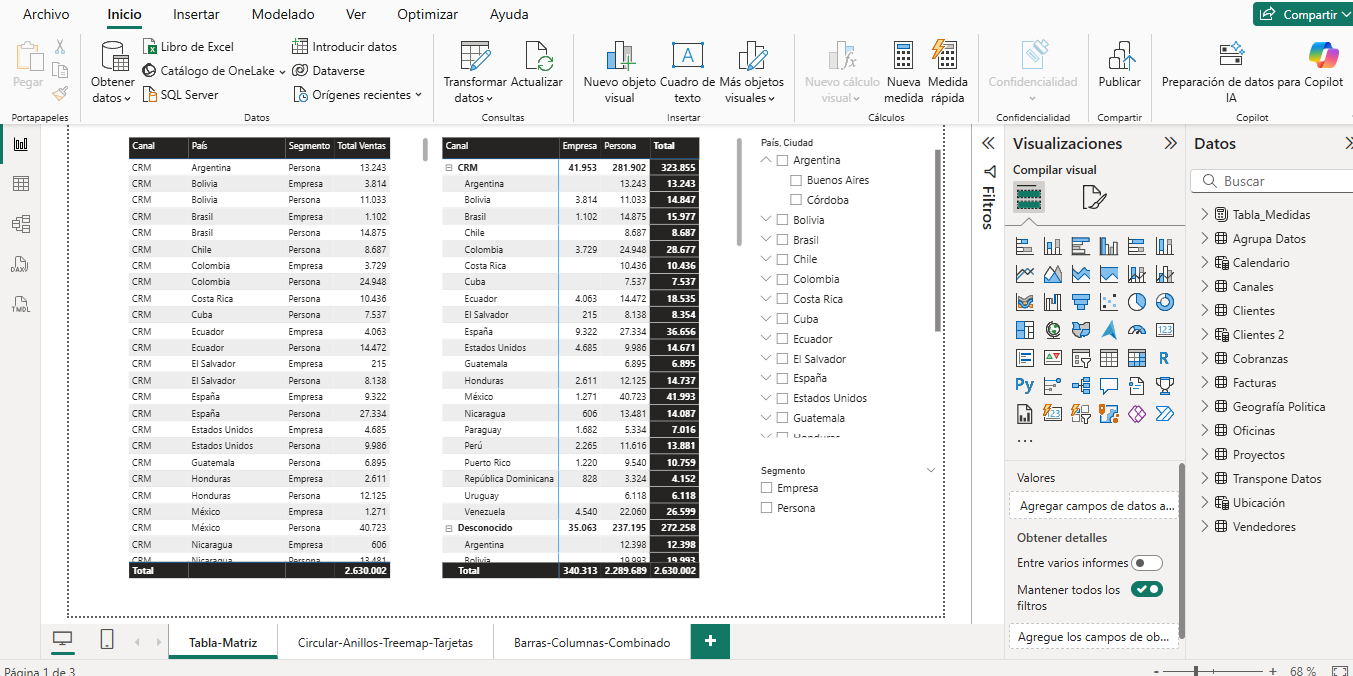 Archivo Inicio Insertar Modelado Ver Optimizar Ayuda Compartir
Pegar
Portapapeles
Obtener datos
Libro de Excel
Catálogo de OneLake
SQL Server
Introducir datos
Dataverse
Orígenes recientes
Datos
Transformar datos
Actualizar
Consultas
Nuevo objeto visual
Cuadro de texto
Más objetos visuales
Insertar
Nuevo cálculo visual
Nueva medida
Medida rápida
Cálculos
Confidencialidad
Confidencialidad
Publicar
Compartir
Preparación de datos para IA
Copilot
Copilot
DAX
TMDL
Canal País Segmento Total Ventas
CRM Argentina Persona 13.243
CRM Bolivia Empresa 3.814
CRM Bolivia Persona 11.033
CRM Brasil Empresa 1.102
CRM Brasil Persona 14.875
CRM Chile Persona 8.687
CRM Colombia Empresa 3.729
CRM Colombia Persona 24.948
CRM Costa Rica Persona 10.436
CRM Cuba Persona 7.537
CRM Ecuador Empresa 4.063
CRM Ecuador Persona 14.472
CRM El Salvador Empresa 215
CRM El Salvador Persona 8.138
CRM España Empresa 9.322
CRM España Persona 27.334
CRM Estados Unidos Empresa 4.685
CRM Estados Unidos Persona 9.986
CRM Guatemala Persona 6.895
CRM Honduras Empresa 2.611
CRM Honduras Persona 12.125
CRM México Empresa 1.271
CRM México Persona 40.723
CRM Nicaragua Empresa 606
CRM Nicaragua Persona 13.481
Total 2.630.002
Canal Empresa Persona Total
CRM 41.953 281.902 323.855
Argentina 13.243 13.243
Bolivia 3.814 11.033 14.847
Brasil 1.102 14.875 15.977
Chile 8.687 8.687
Colombia 3.729 24.948 28.677
Costa Rica 10.436 10.436
Cuba 7.537 7.537
Ecuador 4.063 14.472 18.535
El Salvador 215 8.138 8.354
España 9.322 27.334 36.656
Estados Unidos 4.685 9.986 14.671
Guatemala 6.895 6.895
Honduras 2.611 12.125 14.737
México 1.271 40.723 41.993
Nicaragua 606 13.481 14.087
Paraguay 1.682 5.334 7.016
Perú 2.265 11.616 13.881
Puerto Rico 1.220 9.540 10.759
República Dominicana 828 3.324 4.152
Uruguay 6.118 6.118
Venezuela 4.540 22.060 26.599
Desconocido 35.063 237.195 272.258
Argentina 12.398 12.398
Bolivia 19.993 19.993
Total 340.313 2.289.689 2.630.002
País, Ciudad
Argentina
Buenos Aires
Córdoba
Bolivia
Brasil
Chile
Colombia
Costa Rica
Cuba
Ecuador
El Salvador
España
Estados Unidos
Guatemala
Honduras
Segmento
Empresa
Persona
Filtros
Visualizaciones
Compilar visual
123
R
Py
123
Valores
Agregar campos de datos a...
Obtener detalles
Entre varios informes
Mantener todos los filtros
Agregue los campos de ob...
Datos
Buscar
Tabla_Medidas
Agrupa Datos
Calendario
Canales
Clientes
Clientes 2
Cobranzas
Facturas
Geografía Politica
Oficinas
Proyectos
Transpone Datos
Ubicación
Vendedores
Tabla-Matriz Circular-Anillos-Treemap-Tarjetas Barras-Columnas-Combinado +
Página 1 de 3 - + 68 %